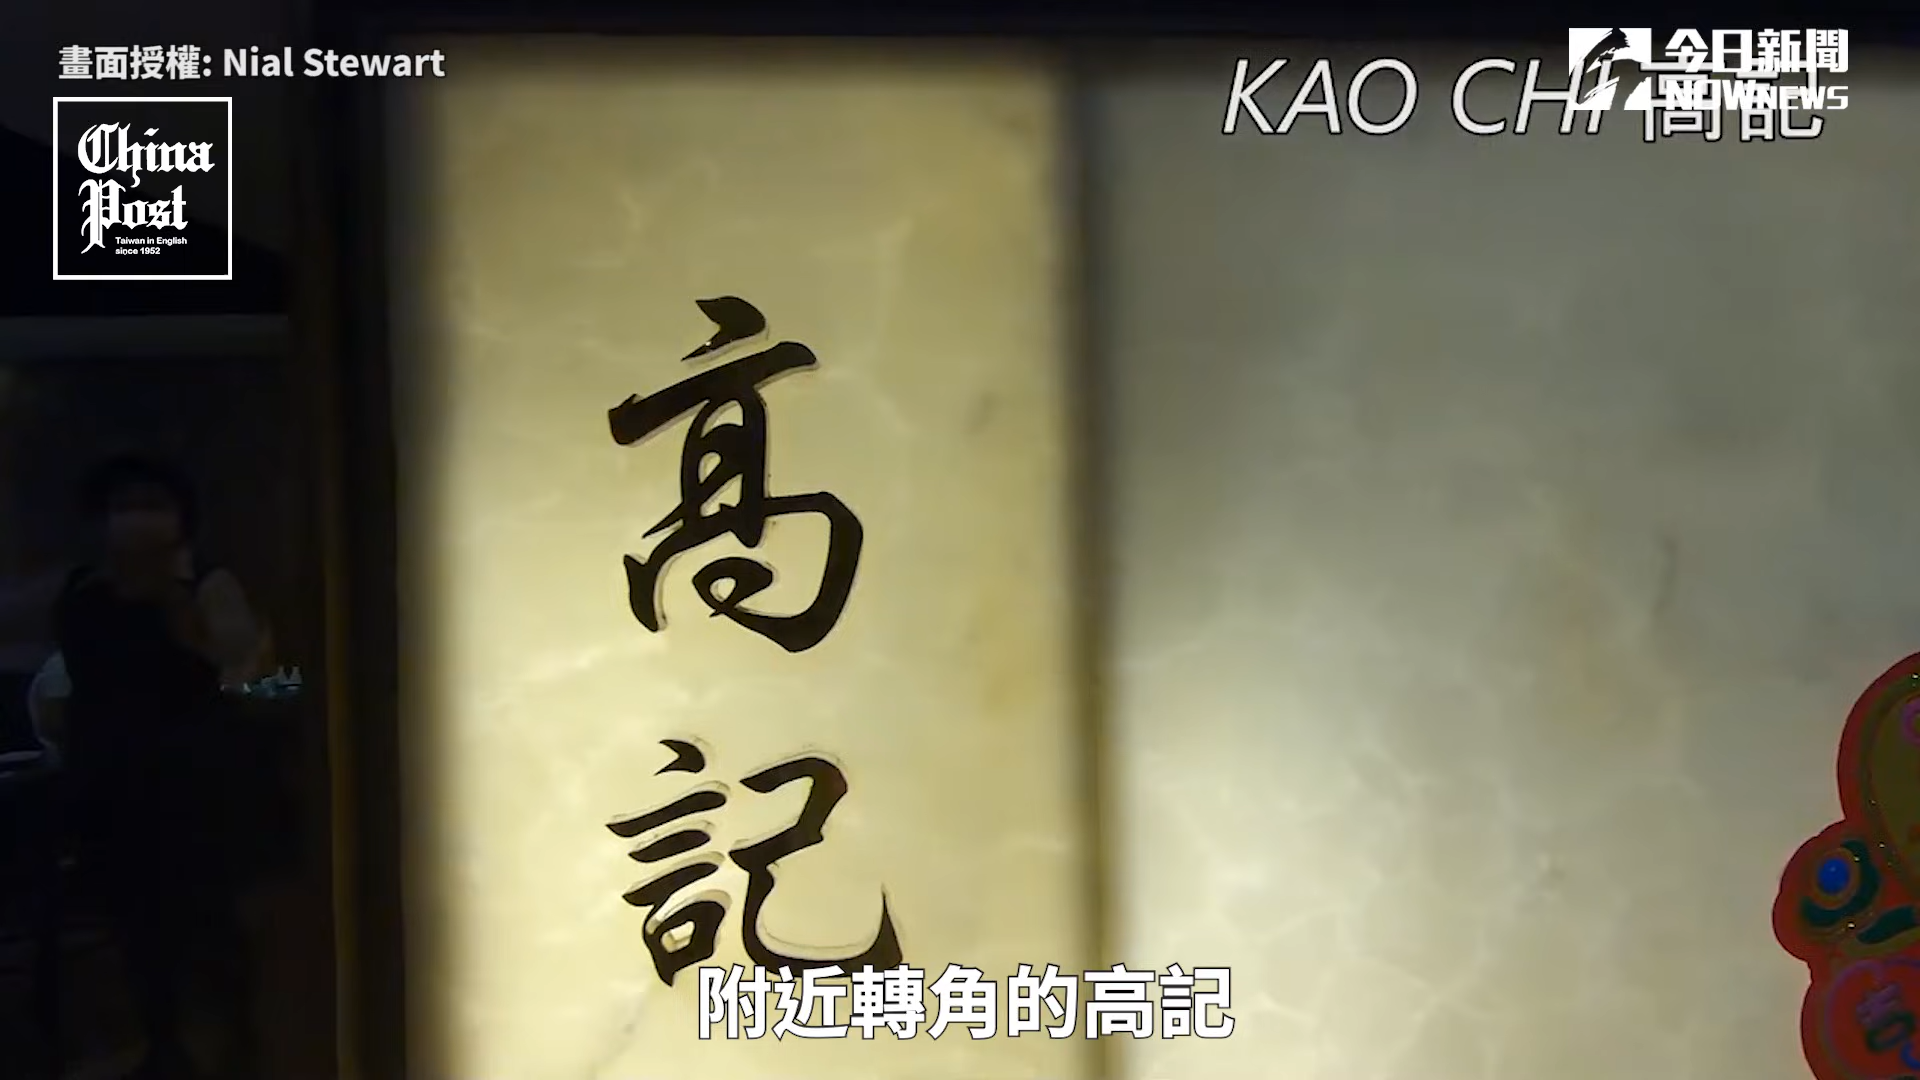 畫面授權: Nial Stewart
China
Post
Taiwan in English
since 1952
KAO CHI 高記
今日新聞
NOWNEWS
高
記
附近轉角的高記